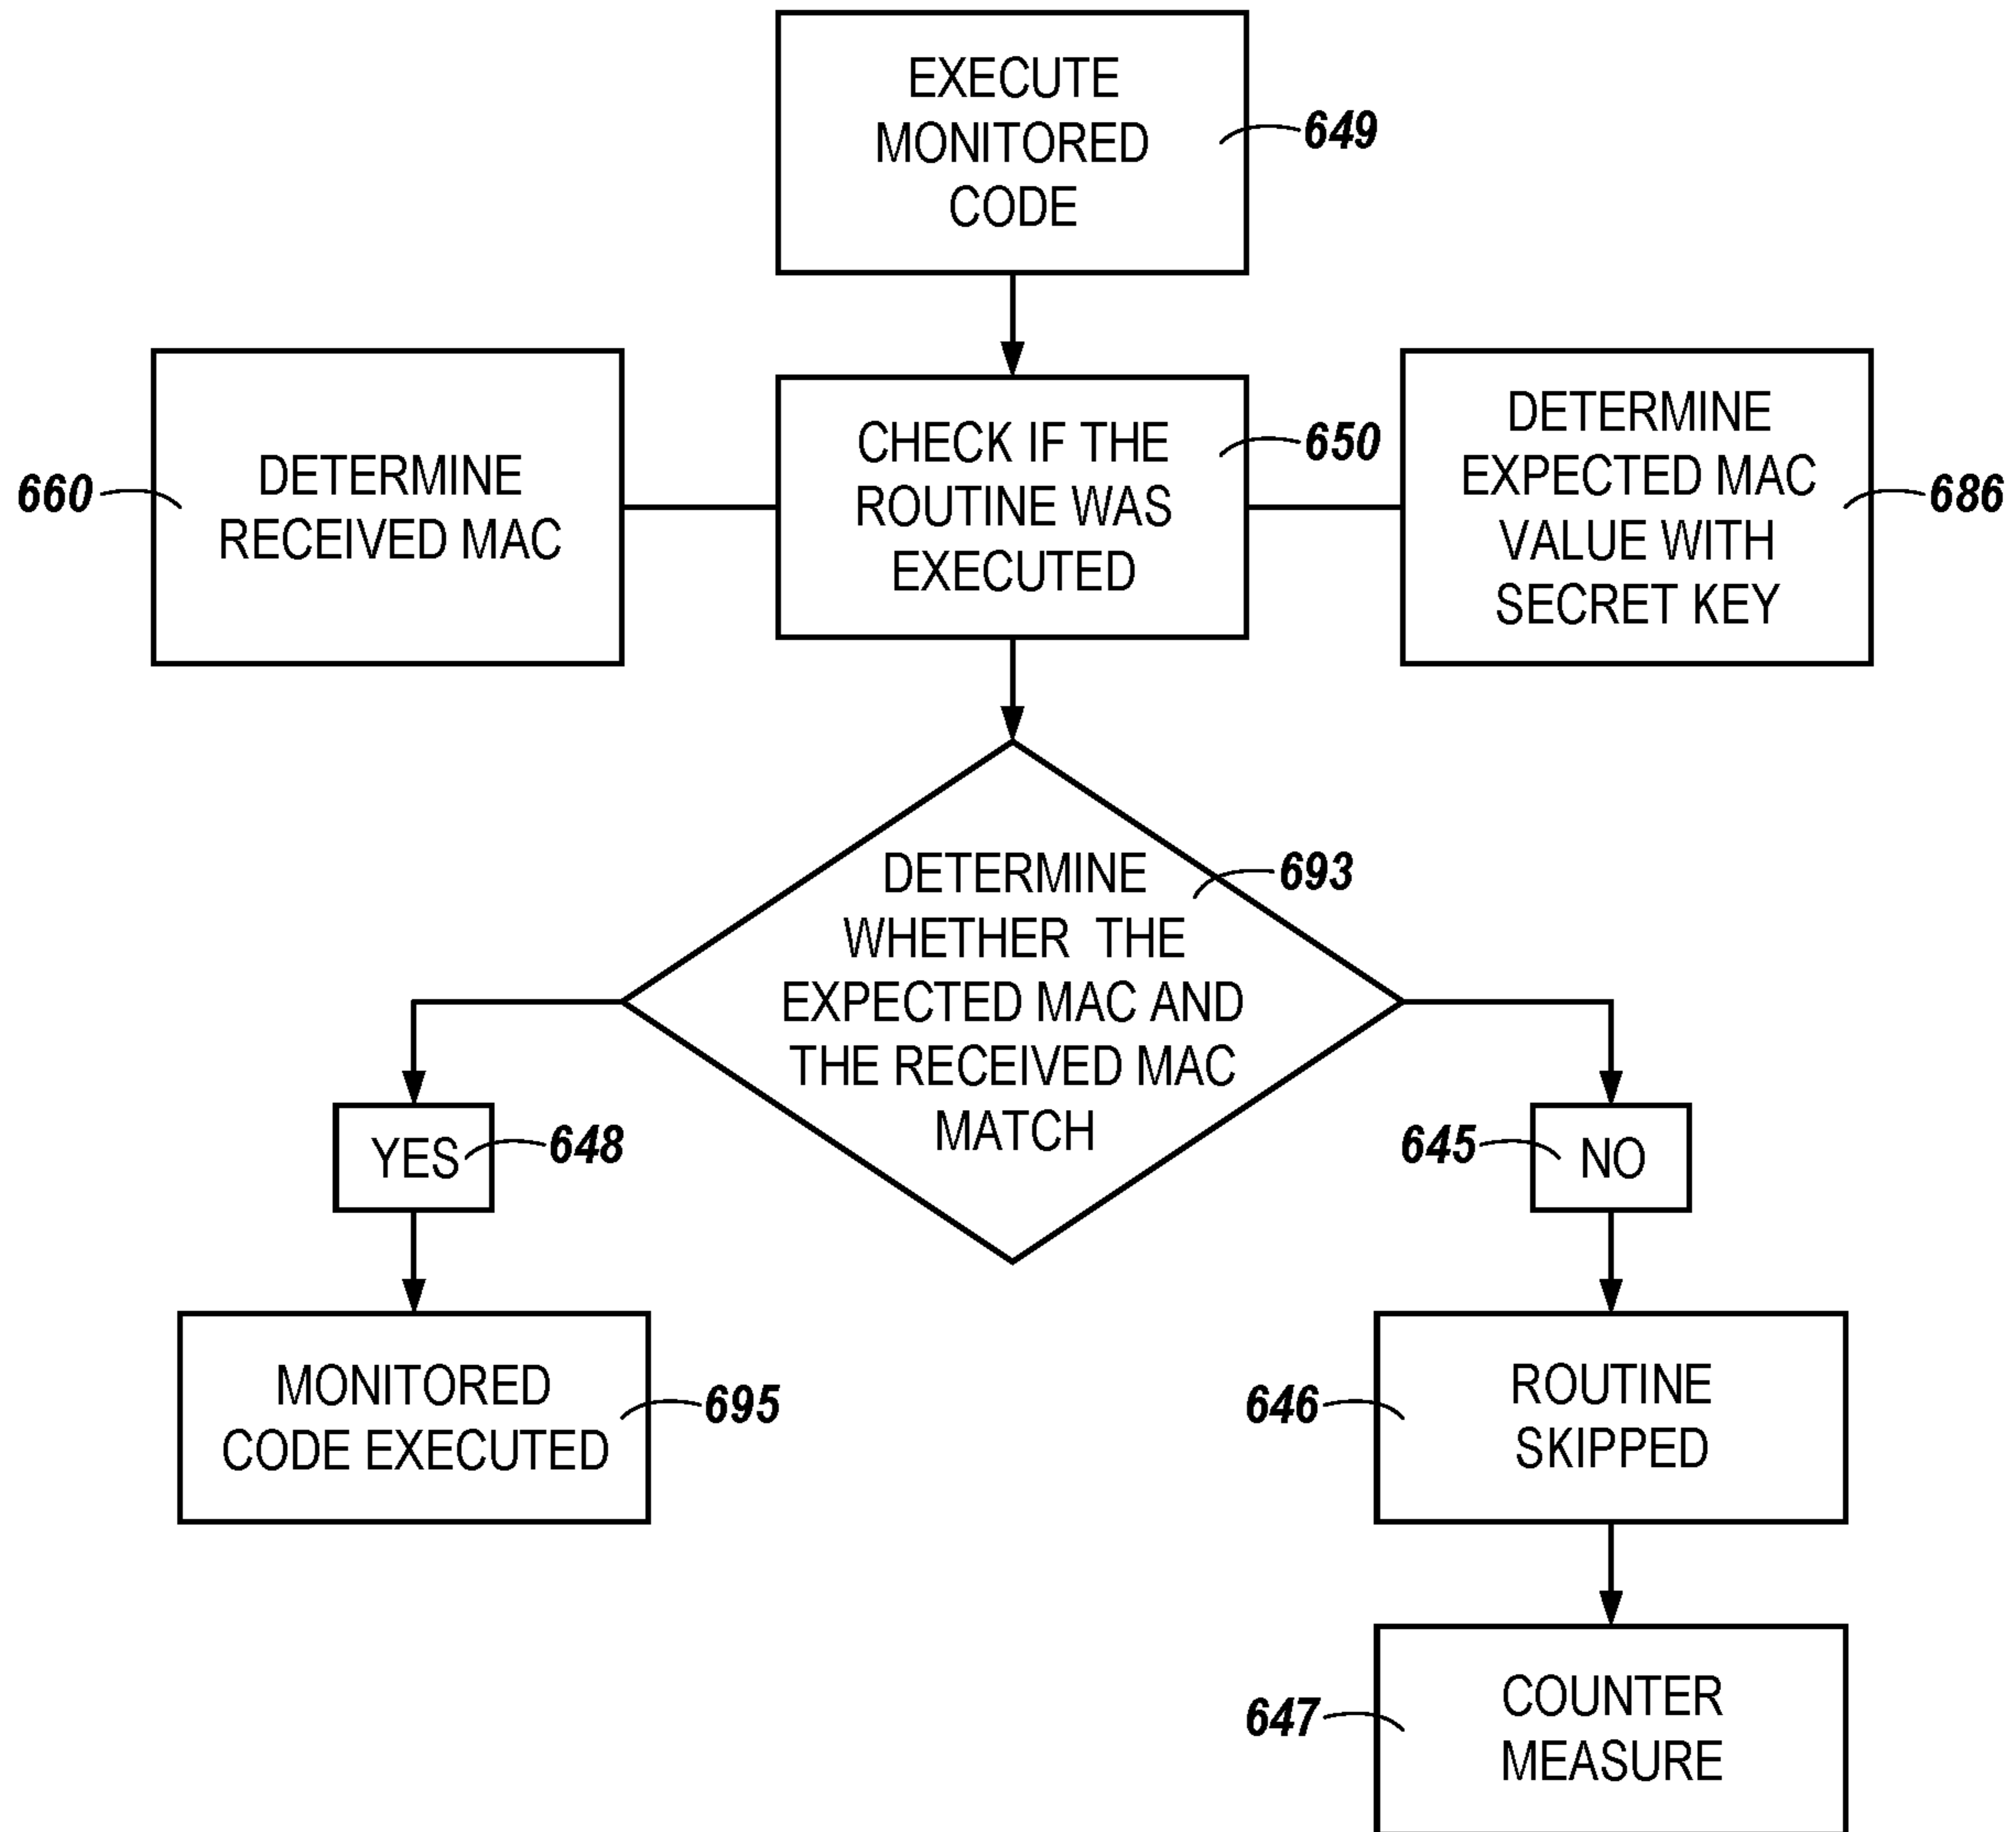 EXECUTE
MONITORED
CODE
649
660
DETERMINE
RECEIVED MAC
CHECK IF THE
ROUTINE WAS
EXECUTED
650
DETERMINE
EXPECTED MAC
VALUE WITH
SECRET KEY
686
DETERMINE
WHETHER THE
EXPECTED MAC AND
THE RECEIVED MAC
MATCH
693
YES
648
645
NO
MONITORED
CODE EXECUTED
695
646
ROUTINE
SKIPPED
647
COUNTER
MEASURE